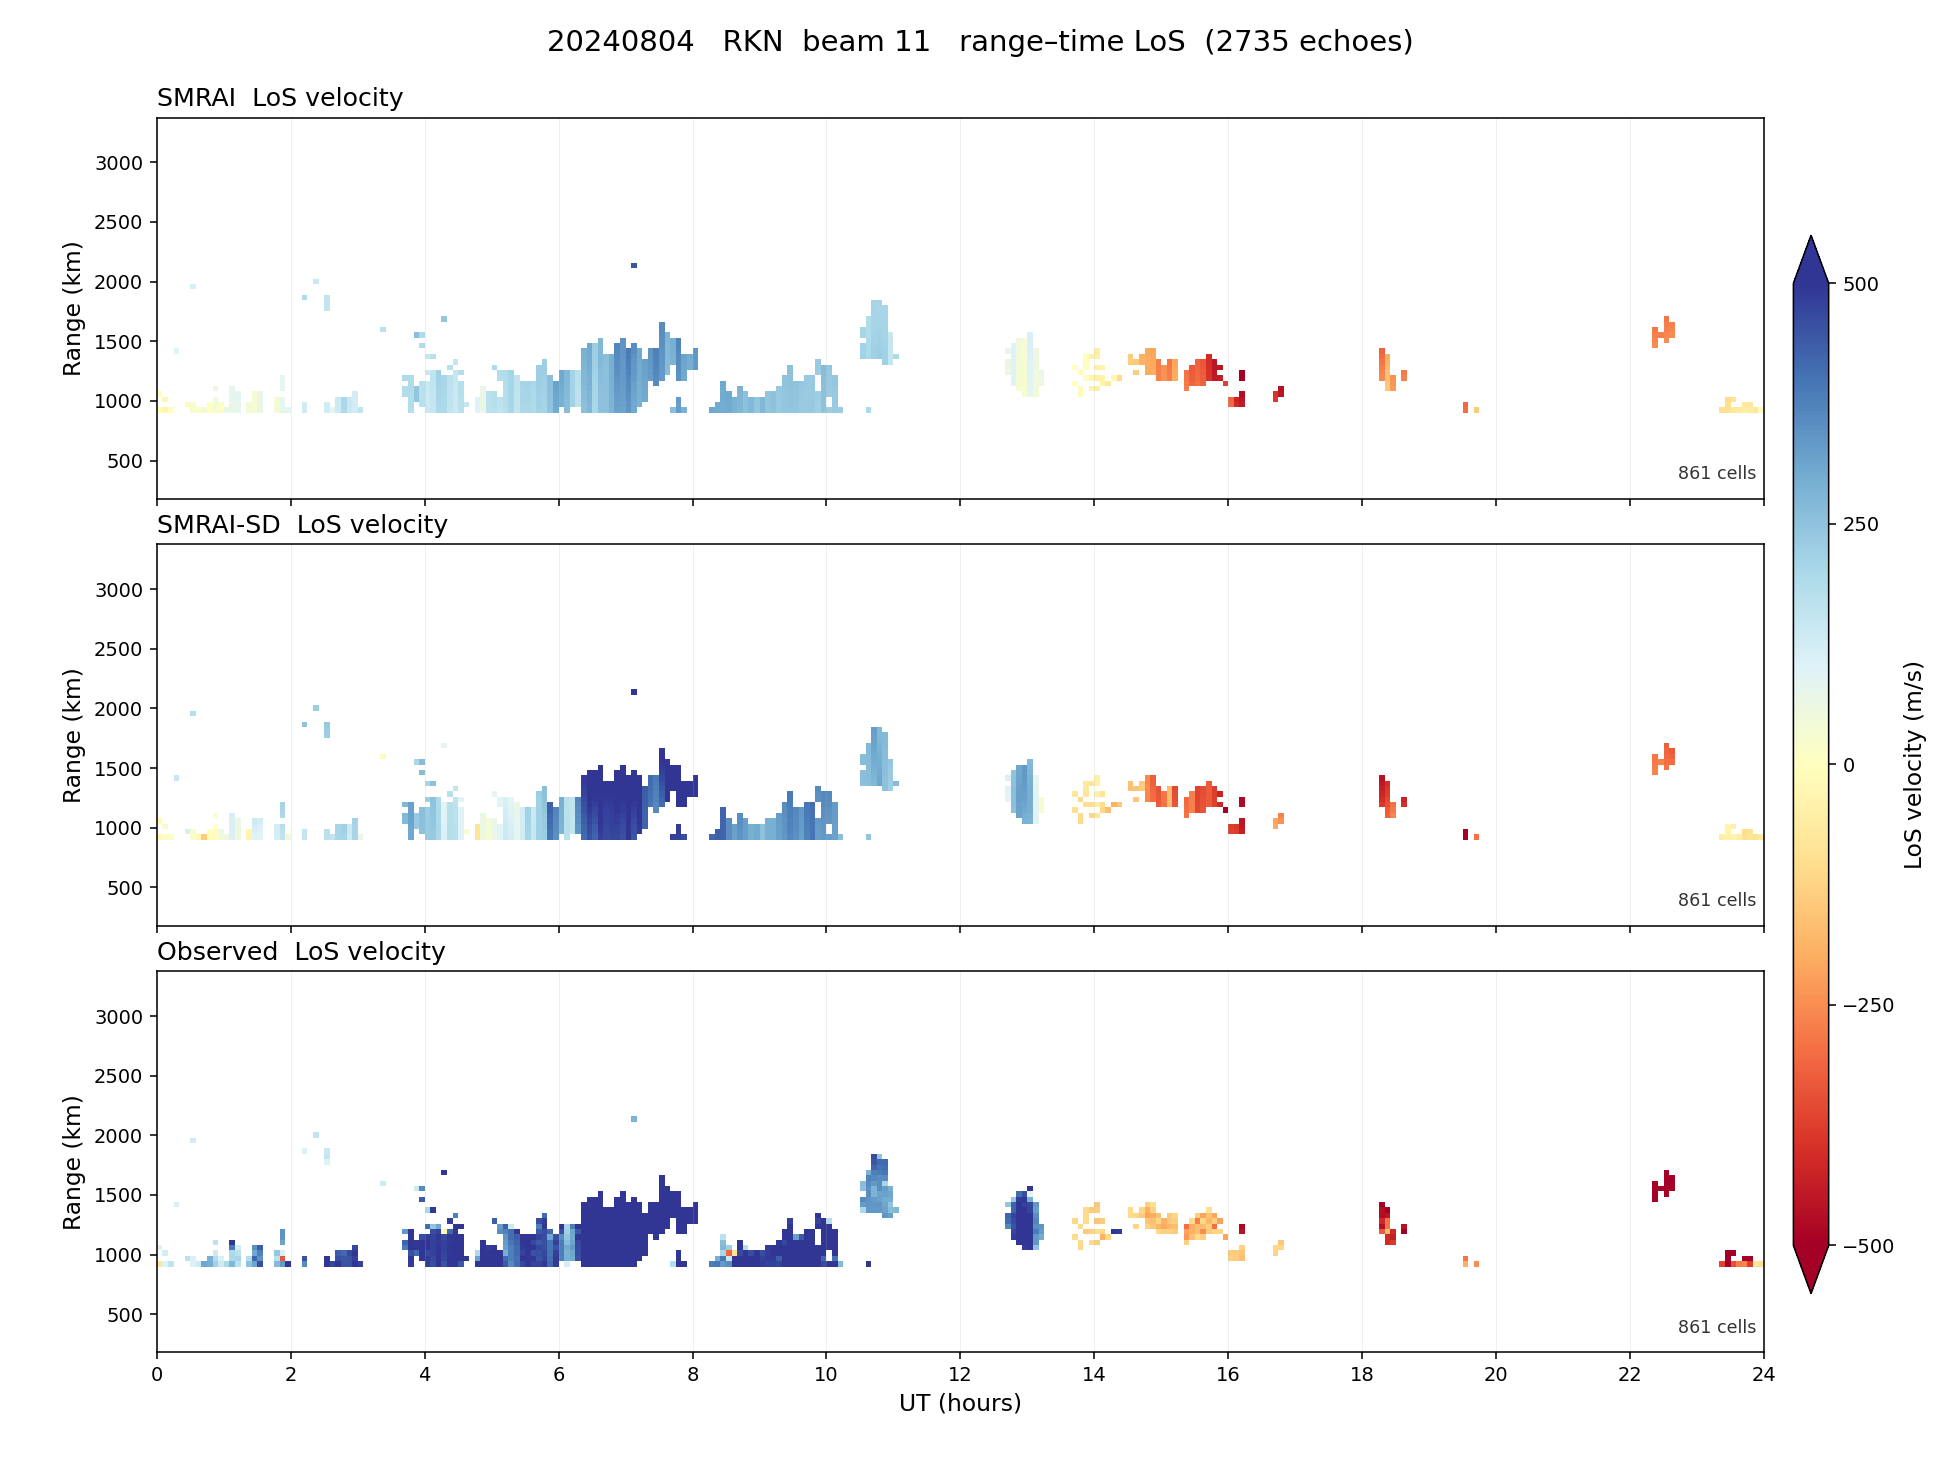 20240804   RKN  beam 11   range–time LoS  (2735 echoes)
SMRAI  LoS velocity
Range (km)
3000
2500
2000
1500
1000
500
861 cells
SMRAI-SD  LoS velocity
Range (km)
3000
2500
2000
1500
1000
500
861 cells
Observed  LoS velocity
Range (km)
3000
2500
2000
1500
1000
500
861 cells
0 2 4 6 8 10 12 14 16 18 20 22 24
UT (hours)
500
250
0
−250
−500
LoS velocity (m/s)